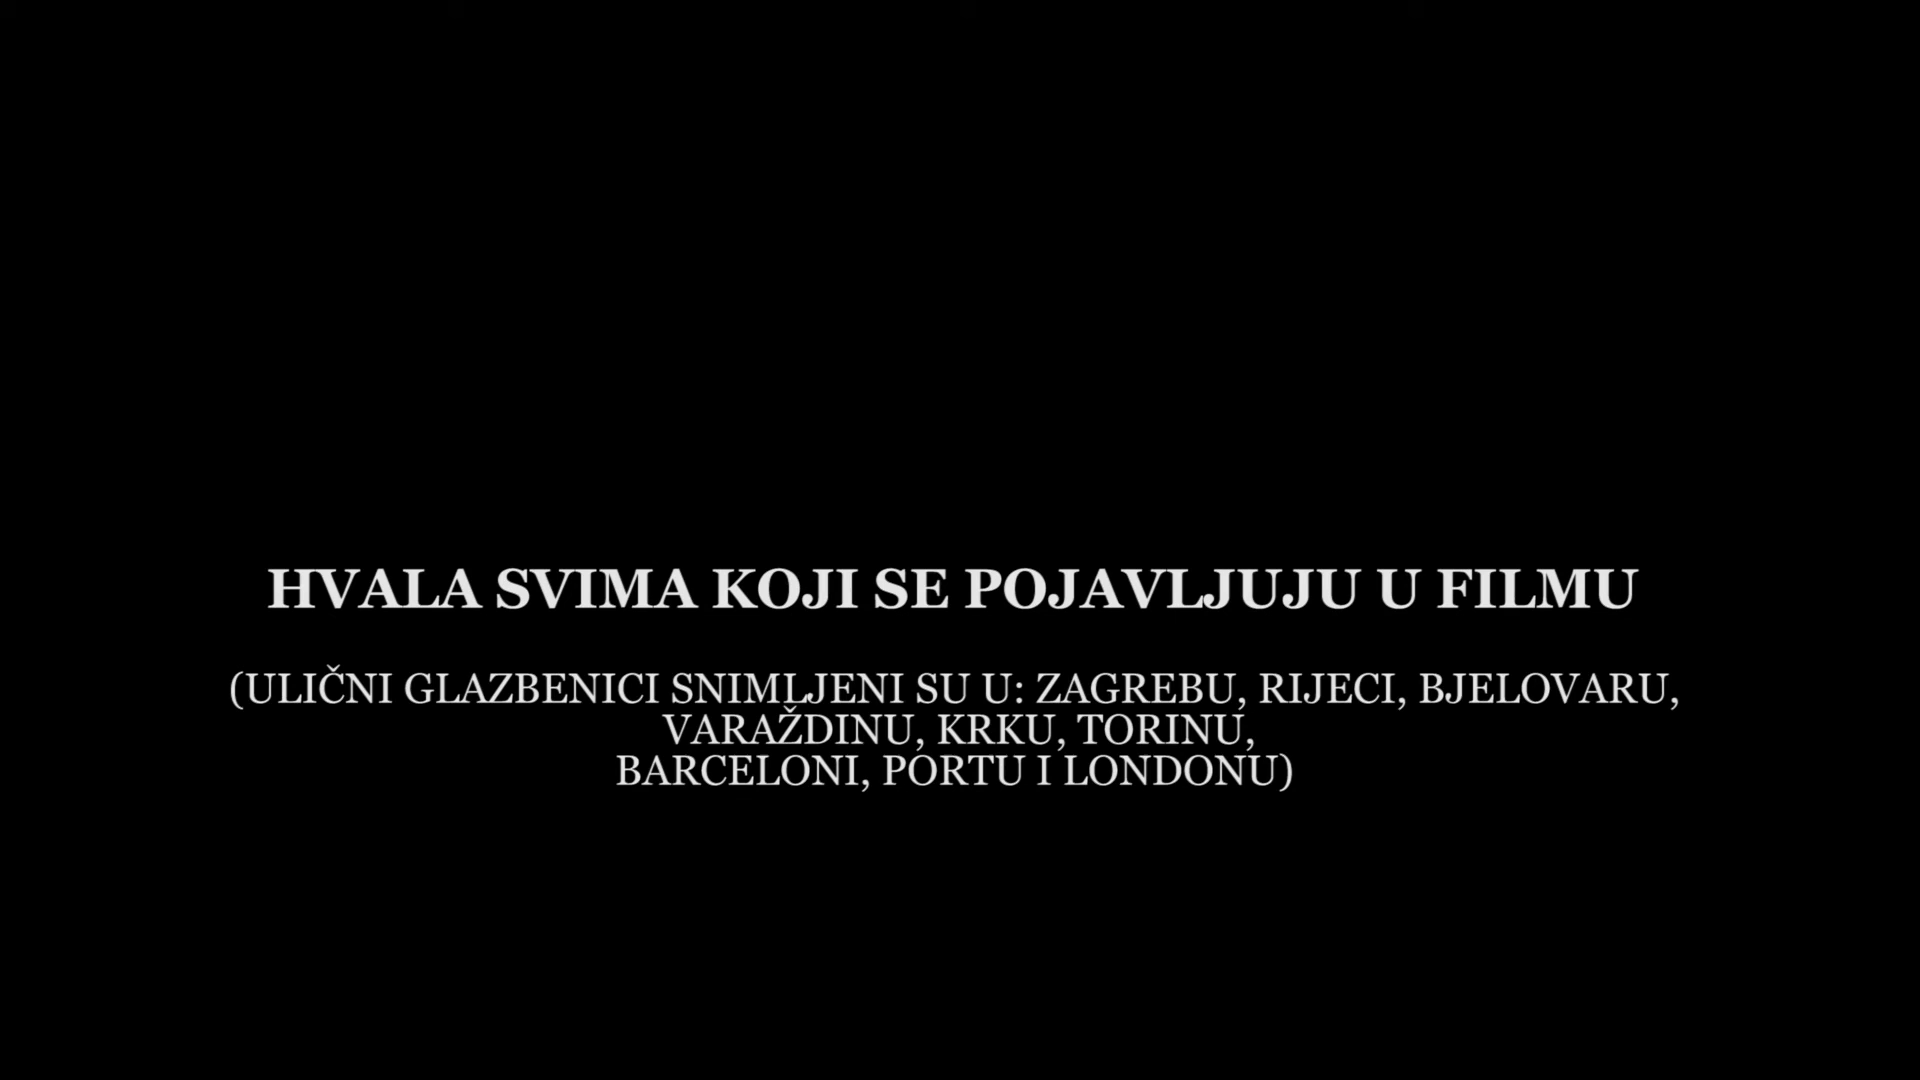 HVALA SVIMA KOJI SE POJAVLJUJU U FILMU
(ULIČNI GLAZBENICI SNIMLJENI SU U: ZAGREBU, RIJECI, BJELOVARU,
VARAŽDINU, KRKU, TORINU,
BARCELONI, PORTU I LONDONU)